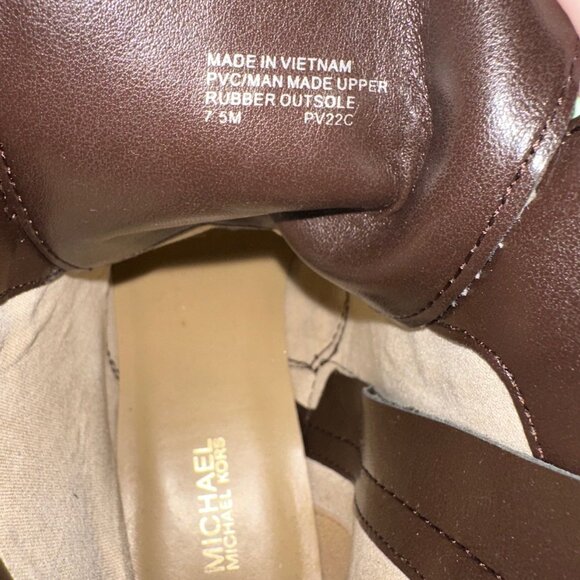 MADE IN VIETNAM
PVC/MAN MADE UPPER
RUBBER OUTSOLE
7.5M PV22C
MICHAEL
MICHAEL KORS